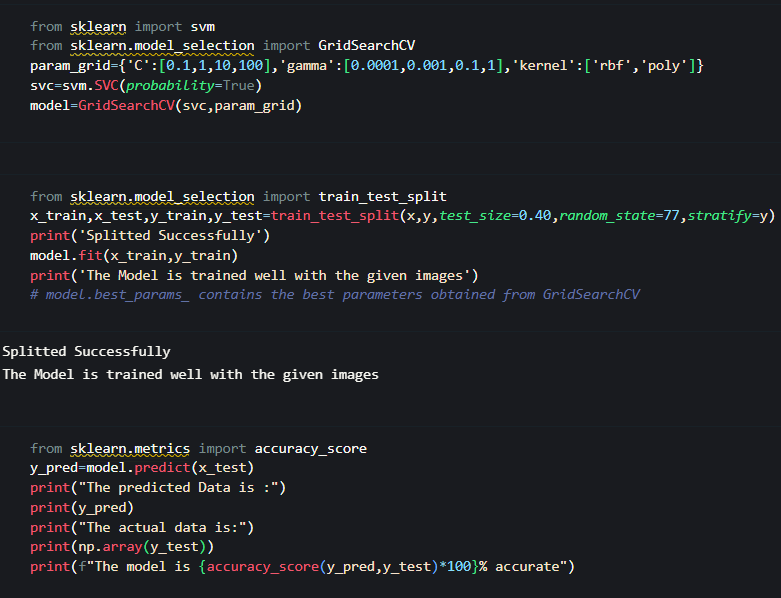 from sklearn import svm
from sklearn.model_selection import GridSearchCV
param_grid={'C':[0.1,1,10,100],'gamma':[0.0001,0.001,0.1,1],'kernel':['rbf','poly']}
svc=svm.SVC(probability=True)
model=GridSearchCV(svc,param_grid)
from sklearn.model_selection import train_test_split
x_train,x_test,y_train,y_test=train_test_split(x,y,test_size=0.40,random_state=77,stratify=y)
print('Splitted Successfully')
model.fit(x_train,y_train)
print('The Model is trained well with the given images')
# model.best_params_ contains the best parameters obtained from GridSearchCV
Splitted Successfully
The Model is trained well with the given images
from sklearn.metrics import accuracy_score
y_pred=model.predict(x_test)
print("The predicted Data is :")
print(y_pred)
print("The actual data is:")
print(np.array(y_test))
print(f"The model is {accuracy_score(y_pred,y_test)*100}% accurate")